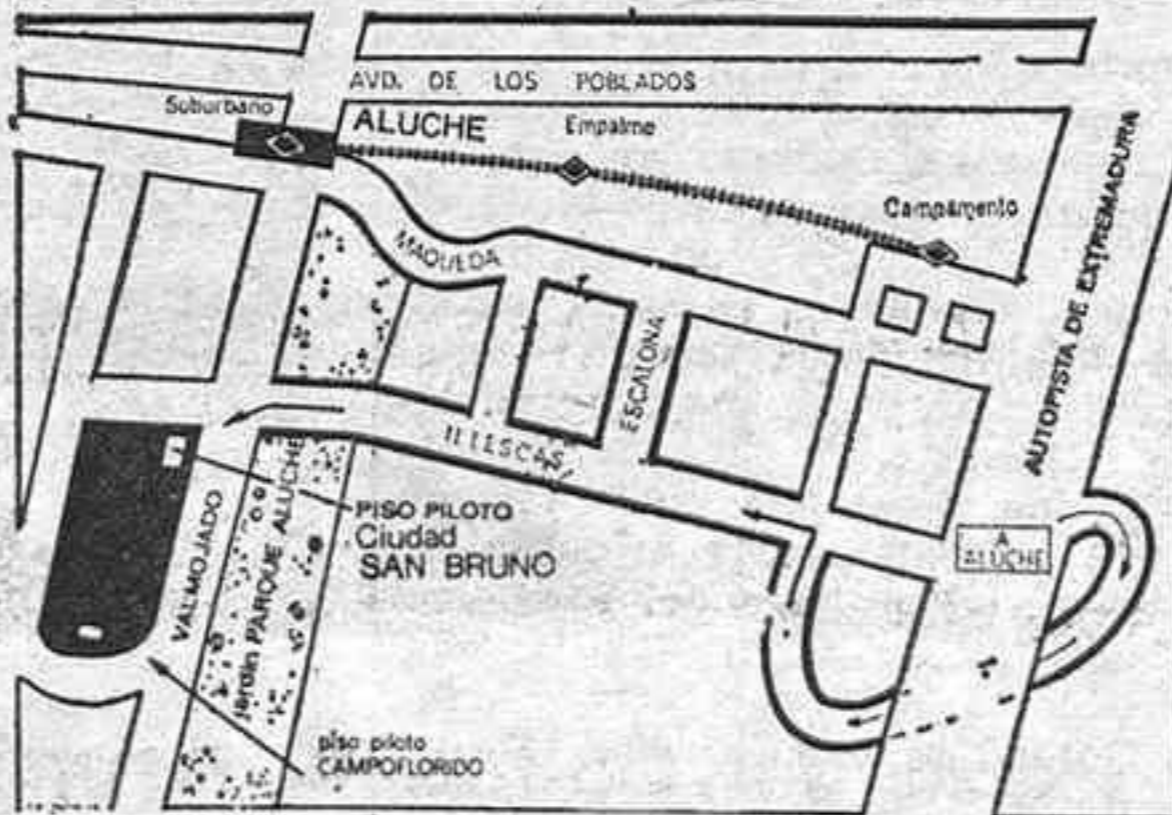 AVD. DE LOS POBLADOS
Suburbano
ALUCHE
Empalme
Campamento
AUTOPISTA DE EXTREMADURA
MAQUEDA
ESCALONA
ILLESCAS
A
ALUCHE
VALMOJADO
Jardin PARQUE ALUCHE
PISO PILOTO
Ciudad
SAN BRUNO
piso piloto
CAMPOFLORIDO